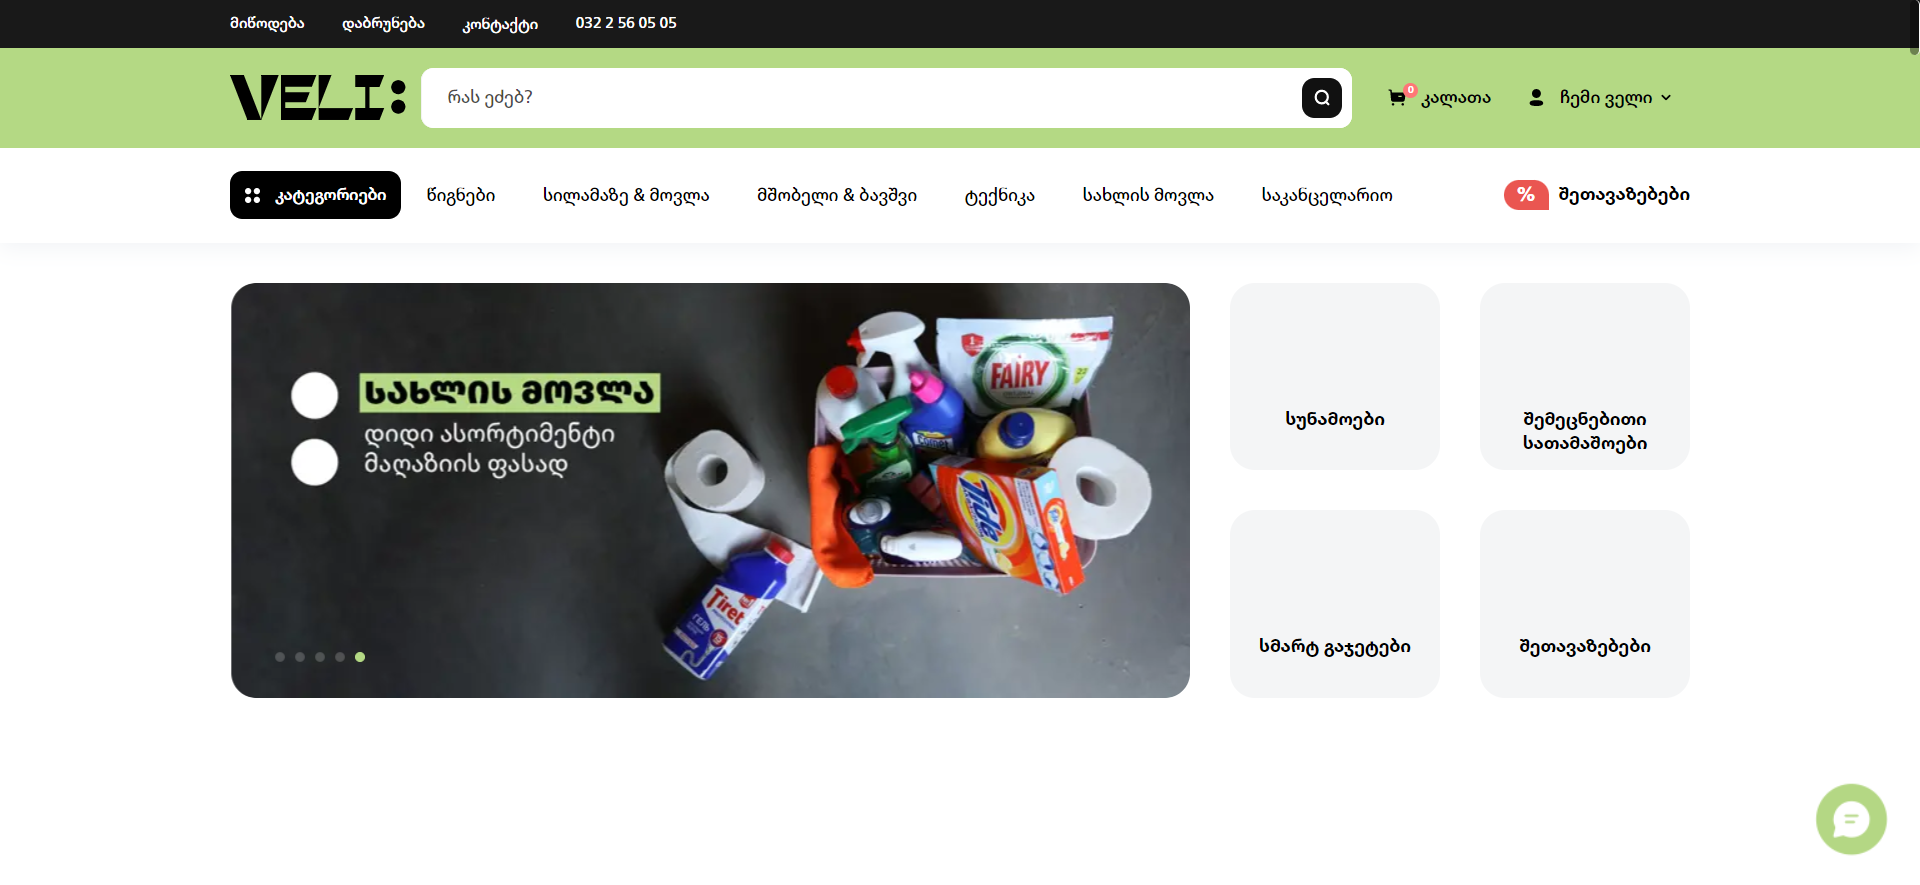 მიწოდება
დაბრუნება
კონტაქტი
032 2 56 05 05
VELI:
რას ეძებ?
0
კალათა
ჩემი ველი
კატეგორიები
წიგნები
სილამაზე & მოვლა
მშობელი & ბავშვი
ტექნიკა
სახლის მოვლა
საკანცელარიო
%
შეთავაზებები
სახლის მოვლა
დიდი ასორტიმენტი
მაღაზიის ფასად
FAIRY
Comet
Tide
Tiret
ГЕЛЬ
სუნამოები
შემეცნებითი
სათამაშოები
სმარტ გაჯეტები
შეთავაზებები